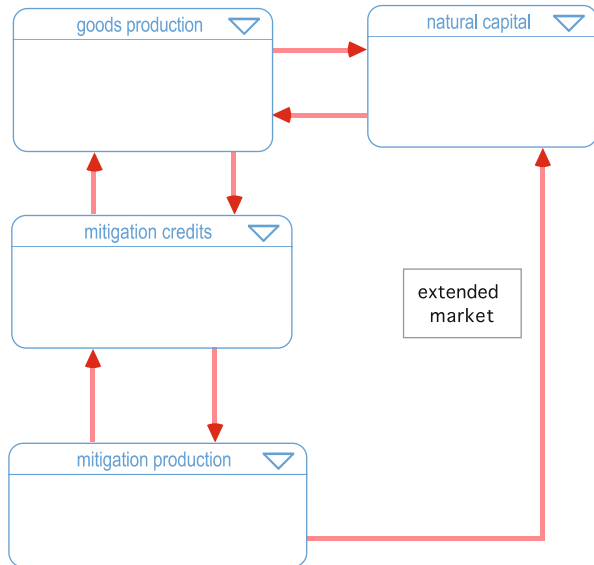 goods production
natural capital
mitigation credits
extended
market
mitigation production